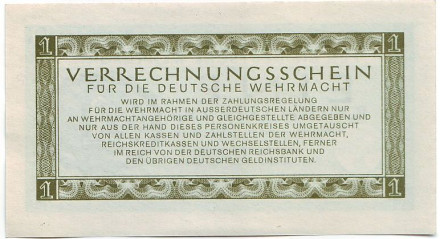 1 1
VERRECHNUNGSSCHEIN
FÜR DIE DEUTSCHE WEHRMACHT
WIRD IM RAHMEN DER ZAHLUNGSREGELUNG
FÜR DIE WEHRMACHT IN AUSSERDEUTSCHEN LÄNDERN NUR
AN WEHRMACHTANGEHÖRIGE UND GLEICHGESTELLTE ABGEGEBEN UND
NUR AUS DER HAND DIESES PERSONENKREISES UMGETAUSCHT
VON ALLEN KASSEN UND ZAHLSTELLEN DER WEHRMACHT,
REICHSKREDITKASSEN UND WECHSELSTELLEN, FERNER
IM REICH VON DER DEUTSCHEN REICHSBANK UND
DEN ÜBRIGEN DEUTSCHEN GELDINSTITUTEN.
1 1